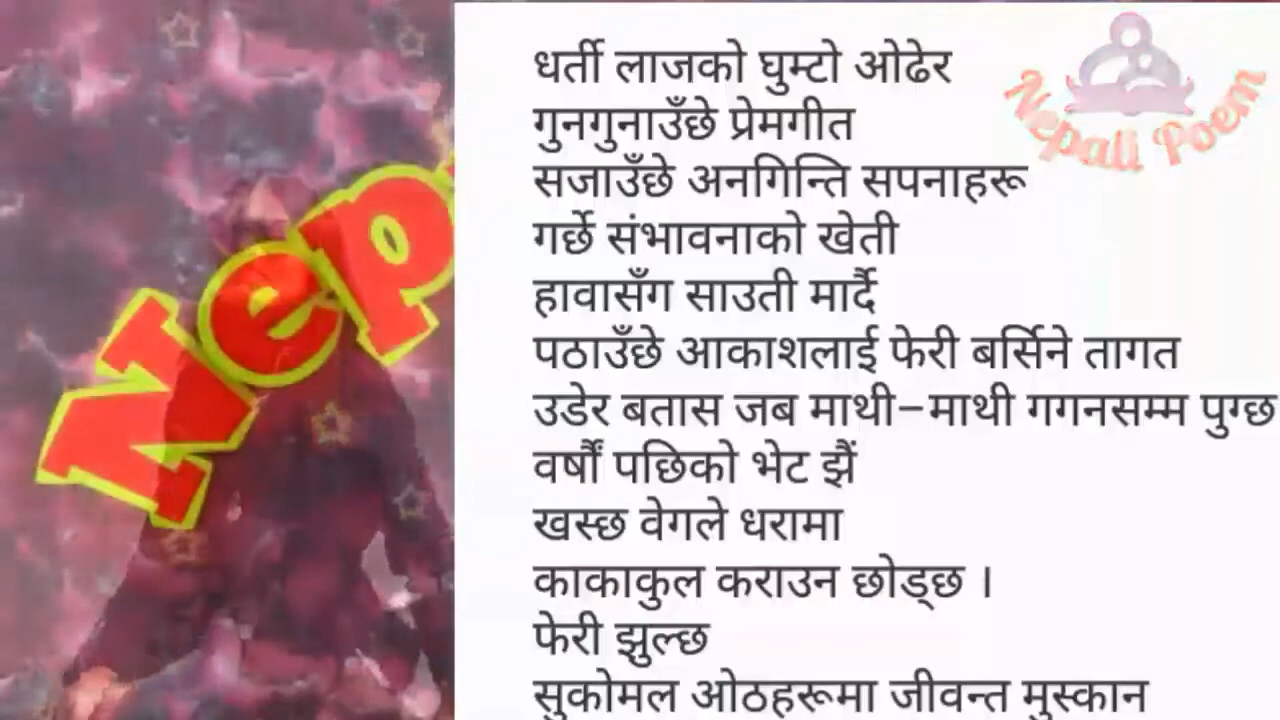 धर्ती लाजको घुम्टो ओढेर
गुनगुनाउँछे प्रेमगीत
सजाउँछे अनगिन्ति सपनाहरू
गर्छे संभावनाको खेती
हावासँग साउती मार्दै
पठाउँछे आकाशलाई फेरी बर्सिने तागत
उडेर बतास जब माथी–माथी गगनसम्म पुग्छ
वर्षौं पछिको भेट झैं
खस्छ वेगले धरामा
काकाकुल कराउन छोड्छ ।
फेरी झुल्छ
सुकोमल ओठहरूमा जीवन्त मुस्कान
Nepali Poem
Nep